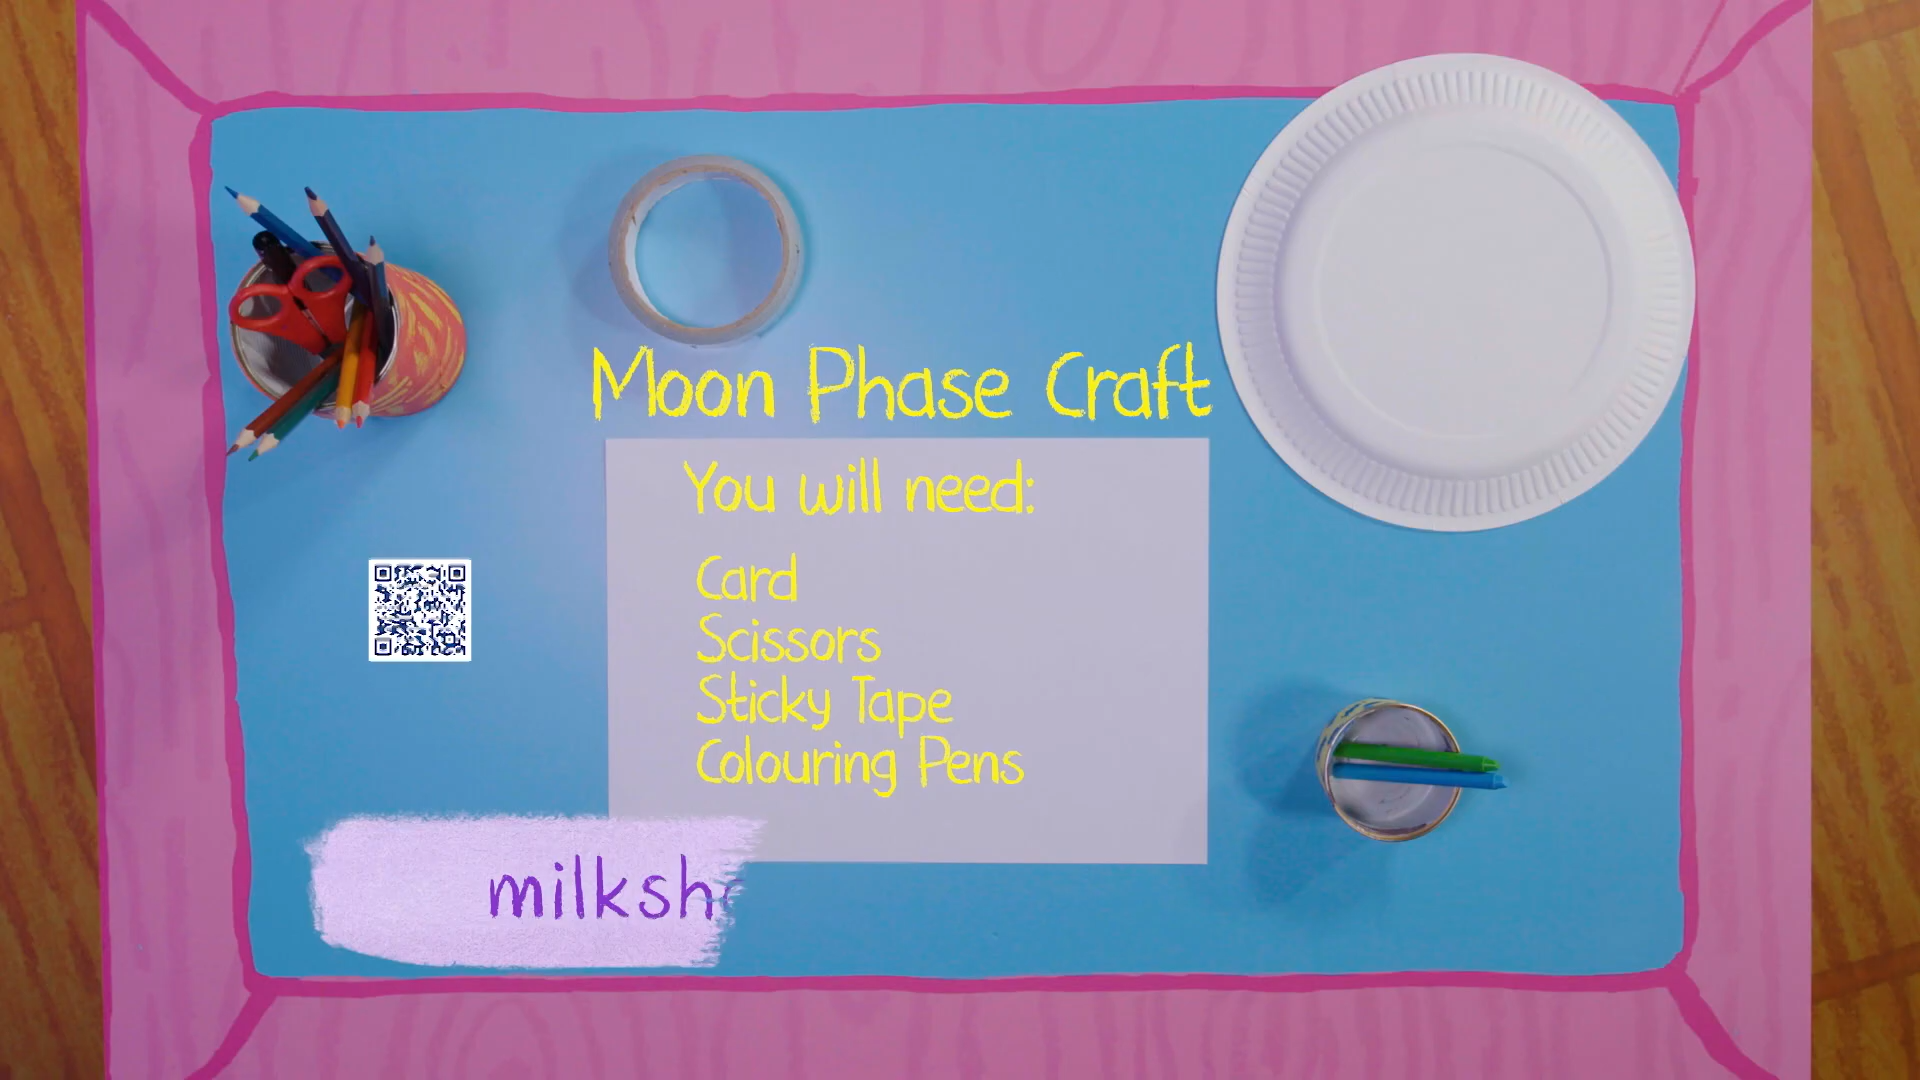 Moon Phase Craft
You will need:
Card
Scissors
Sticky Tape
Colouring Pens
milksh